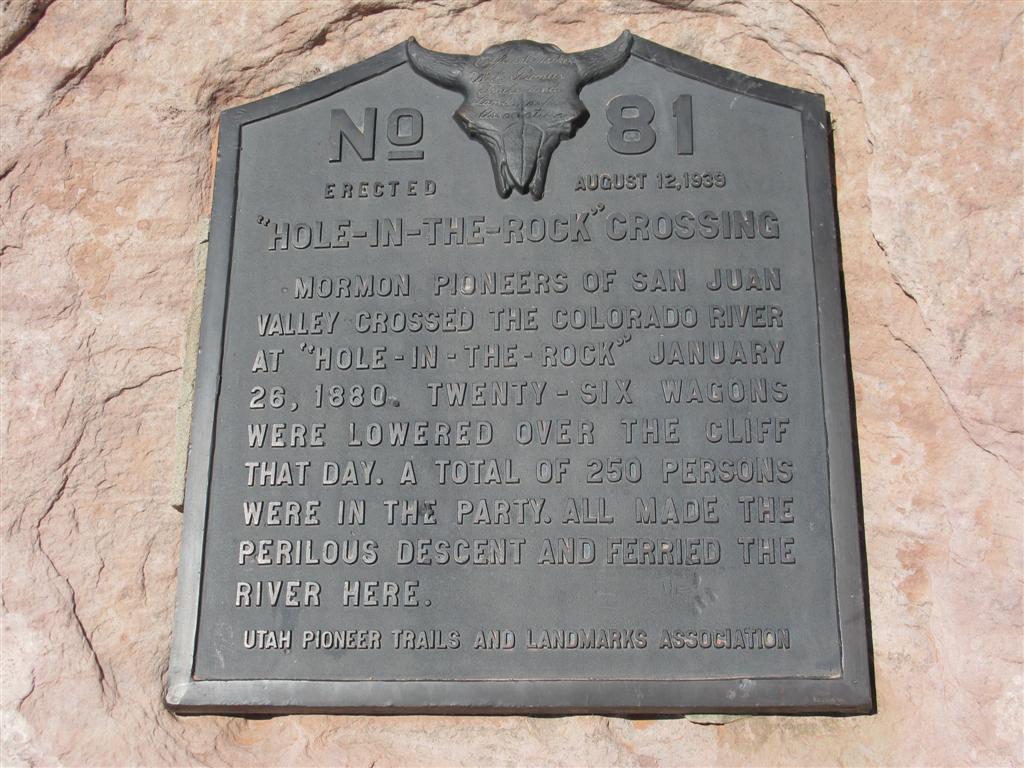 No 81
ERECTED AUGUST 12, 1939
"HOLE-IN-THE-ROCK" CROSSING
MORMON PIONEERS OF SAN JUAN
VALLEY CROSSED THE COLORADO RIVER
AT "HOLE-IN-THE-ROCK" JANUARY
26, 1880. TWENTY-SIX WAGONS
WERE LOWERED OVER THE CLIFF
THAT DAY. A TOTAL OF 250 PERSONS
WERE IN THE PARTY. ALL MADE THE
PERILOUS DESCENT AND FERRIED THE
RIVER HERE.
UTAH PIONEER TRAILS AND LANDMARKS ASSOCIATION